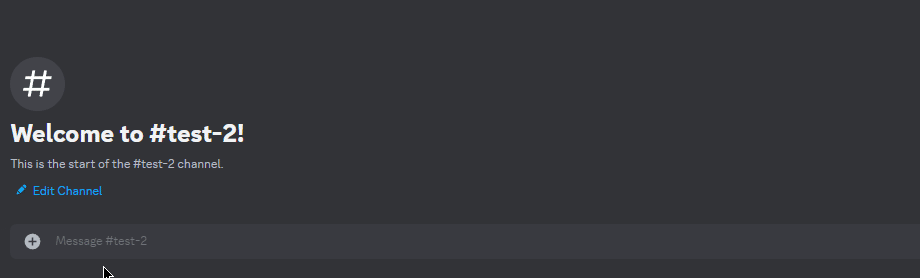 #
Welcome to #test-2!
This is the start of the #test-2 channel.
Edit Channel
Message #test-2